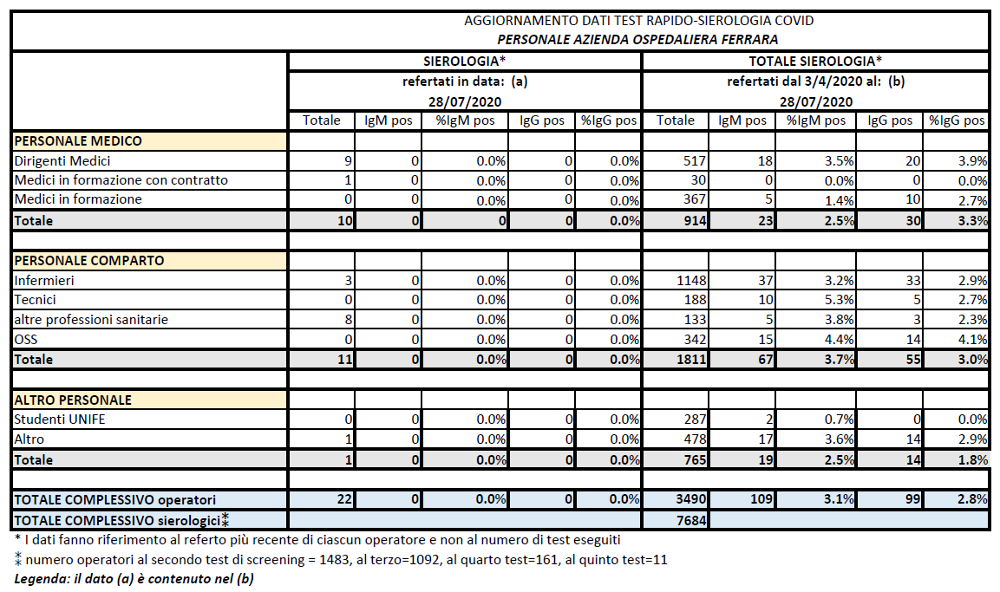 AGGIORNAMENTO DATI TEST RAPIDO-SIEROLOGIA COVID
PERSONALE AZIENDA OSPEDALIERA FERRARA
SIEROLOGIA* TOTALE SIEROLOGIA*
refertati in data: (a) refertati dal 3/4/2020 al: (b)
28/07/2020 28/07/2020
Totale IgM pos %IgM pos IgG pos %IgG pos Totale IgM pos %IgM pos IgG pos %IgG pos
PERSONALE MEDICO
Dirigenti Medici 9 0 0.0% 0 0.0% 517 18 3.5% 20 3.9%
Medici in formazione con contratto 1 0 0.0% 0 0.0% 30 0 0.0% 0 0.0%
Medici in formazione 0 0 0.0% 0 0.0% 367 5 1.4% 10 2.7%
Totale 10 0 0 0 0.0% 914 23 2.5% 30 3.3%
PERSONALE COMPARTO
Infermieri 3 0 0.0% 0 0.0% 1148 37 3.2% 33 2.9%
Tecnici 0 0 0.0% 0 0.0% 188 10 5.3% 5 2.7%
altre professioni sanitarie 8 0 0.0% 0 0.0% 133 5 3.8% 3 2.3%
OSS 0 0 0.0% 0 0.0% 342 15 4.4% 14 4.1%
Totale 11 0 0.0% 0 0.0% 1811 67 3.7% 55 3.0%
ALTRO PERSONALE
Studenti UNIFE 0 0 0.0% 0 0.0% 287 2 0.7% 0 0.0%
Altro 1 0 0.0% 0 0.0% 478 17 3.6% 14 2.9%
Totale 1 0 0.0% 0 0.0% 765 19 2.5% 14 1.8%
TOTALE COMPLESSIVO operatori 22 0 0.0% 0 0.0% 3490 109 3.1% 99 2.8%
TOTALE COMPLESSIVO sierologici⁑ 7684
* I dati fanno riferimento al referto più recente di ciascun operatore e non al numero di test eseguiti
⁑ numero operatori al secondo test di screening = 1483, al terzo=1092, al quarto test=161, al quinto test=11
Legenda: il dato (a) è contenuto nel (b)